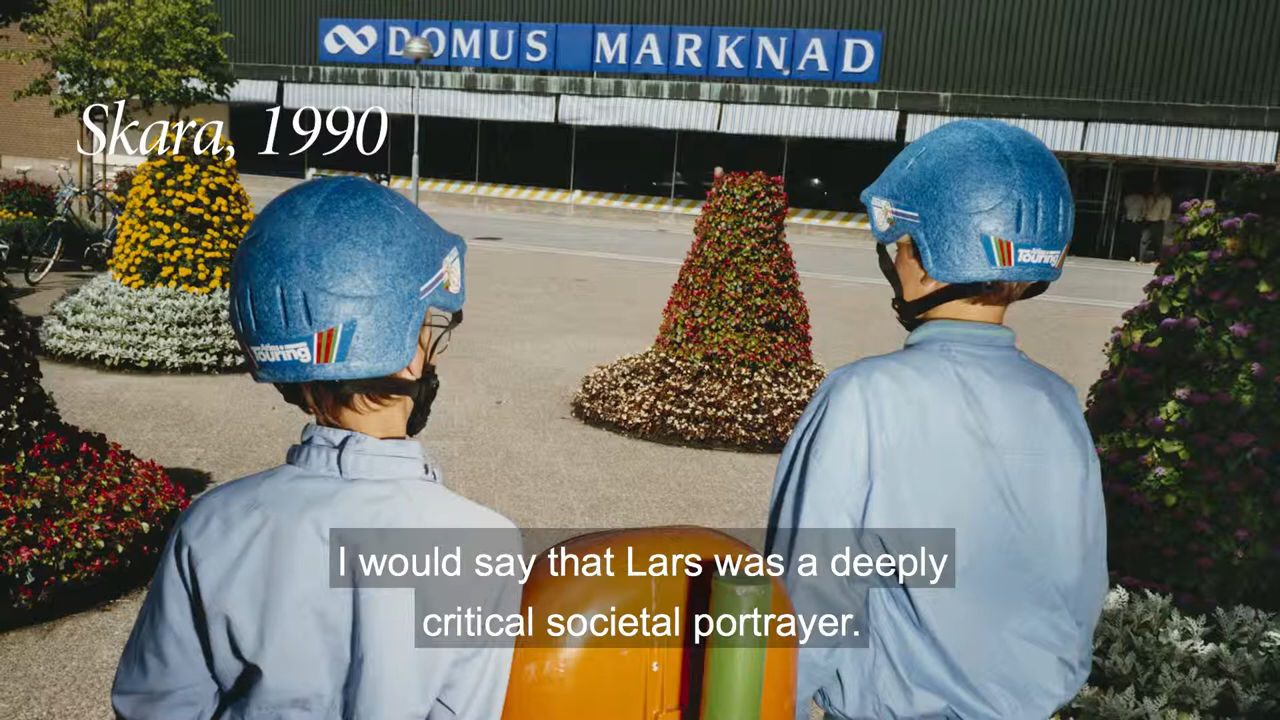 DOMUS MARKNAD
Skara, 1990
Touring
Touring
I would say that Lars was a deeply
critical societal portrayer.